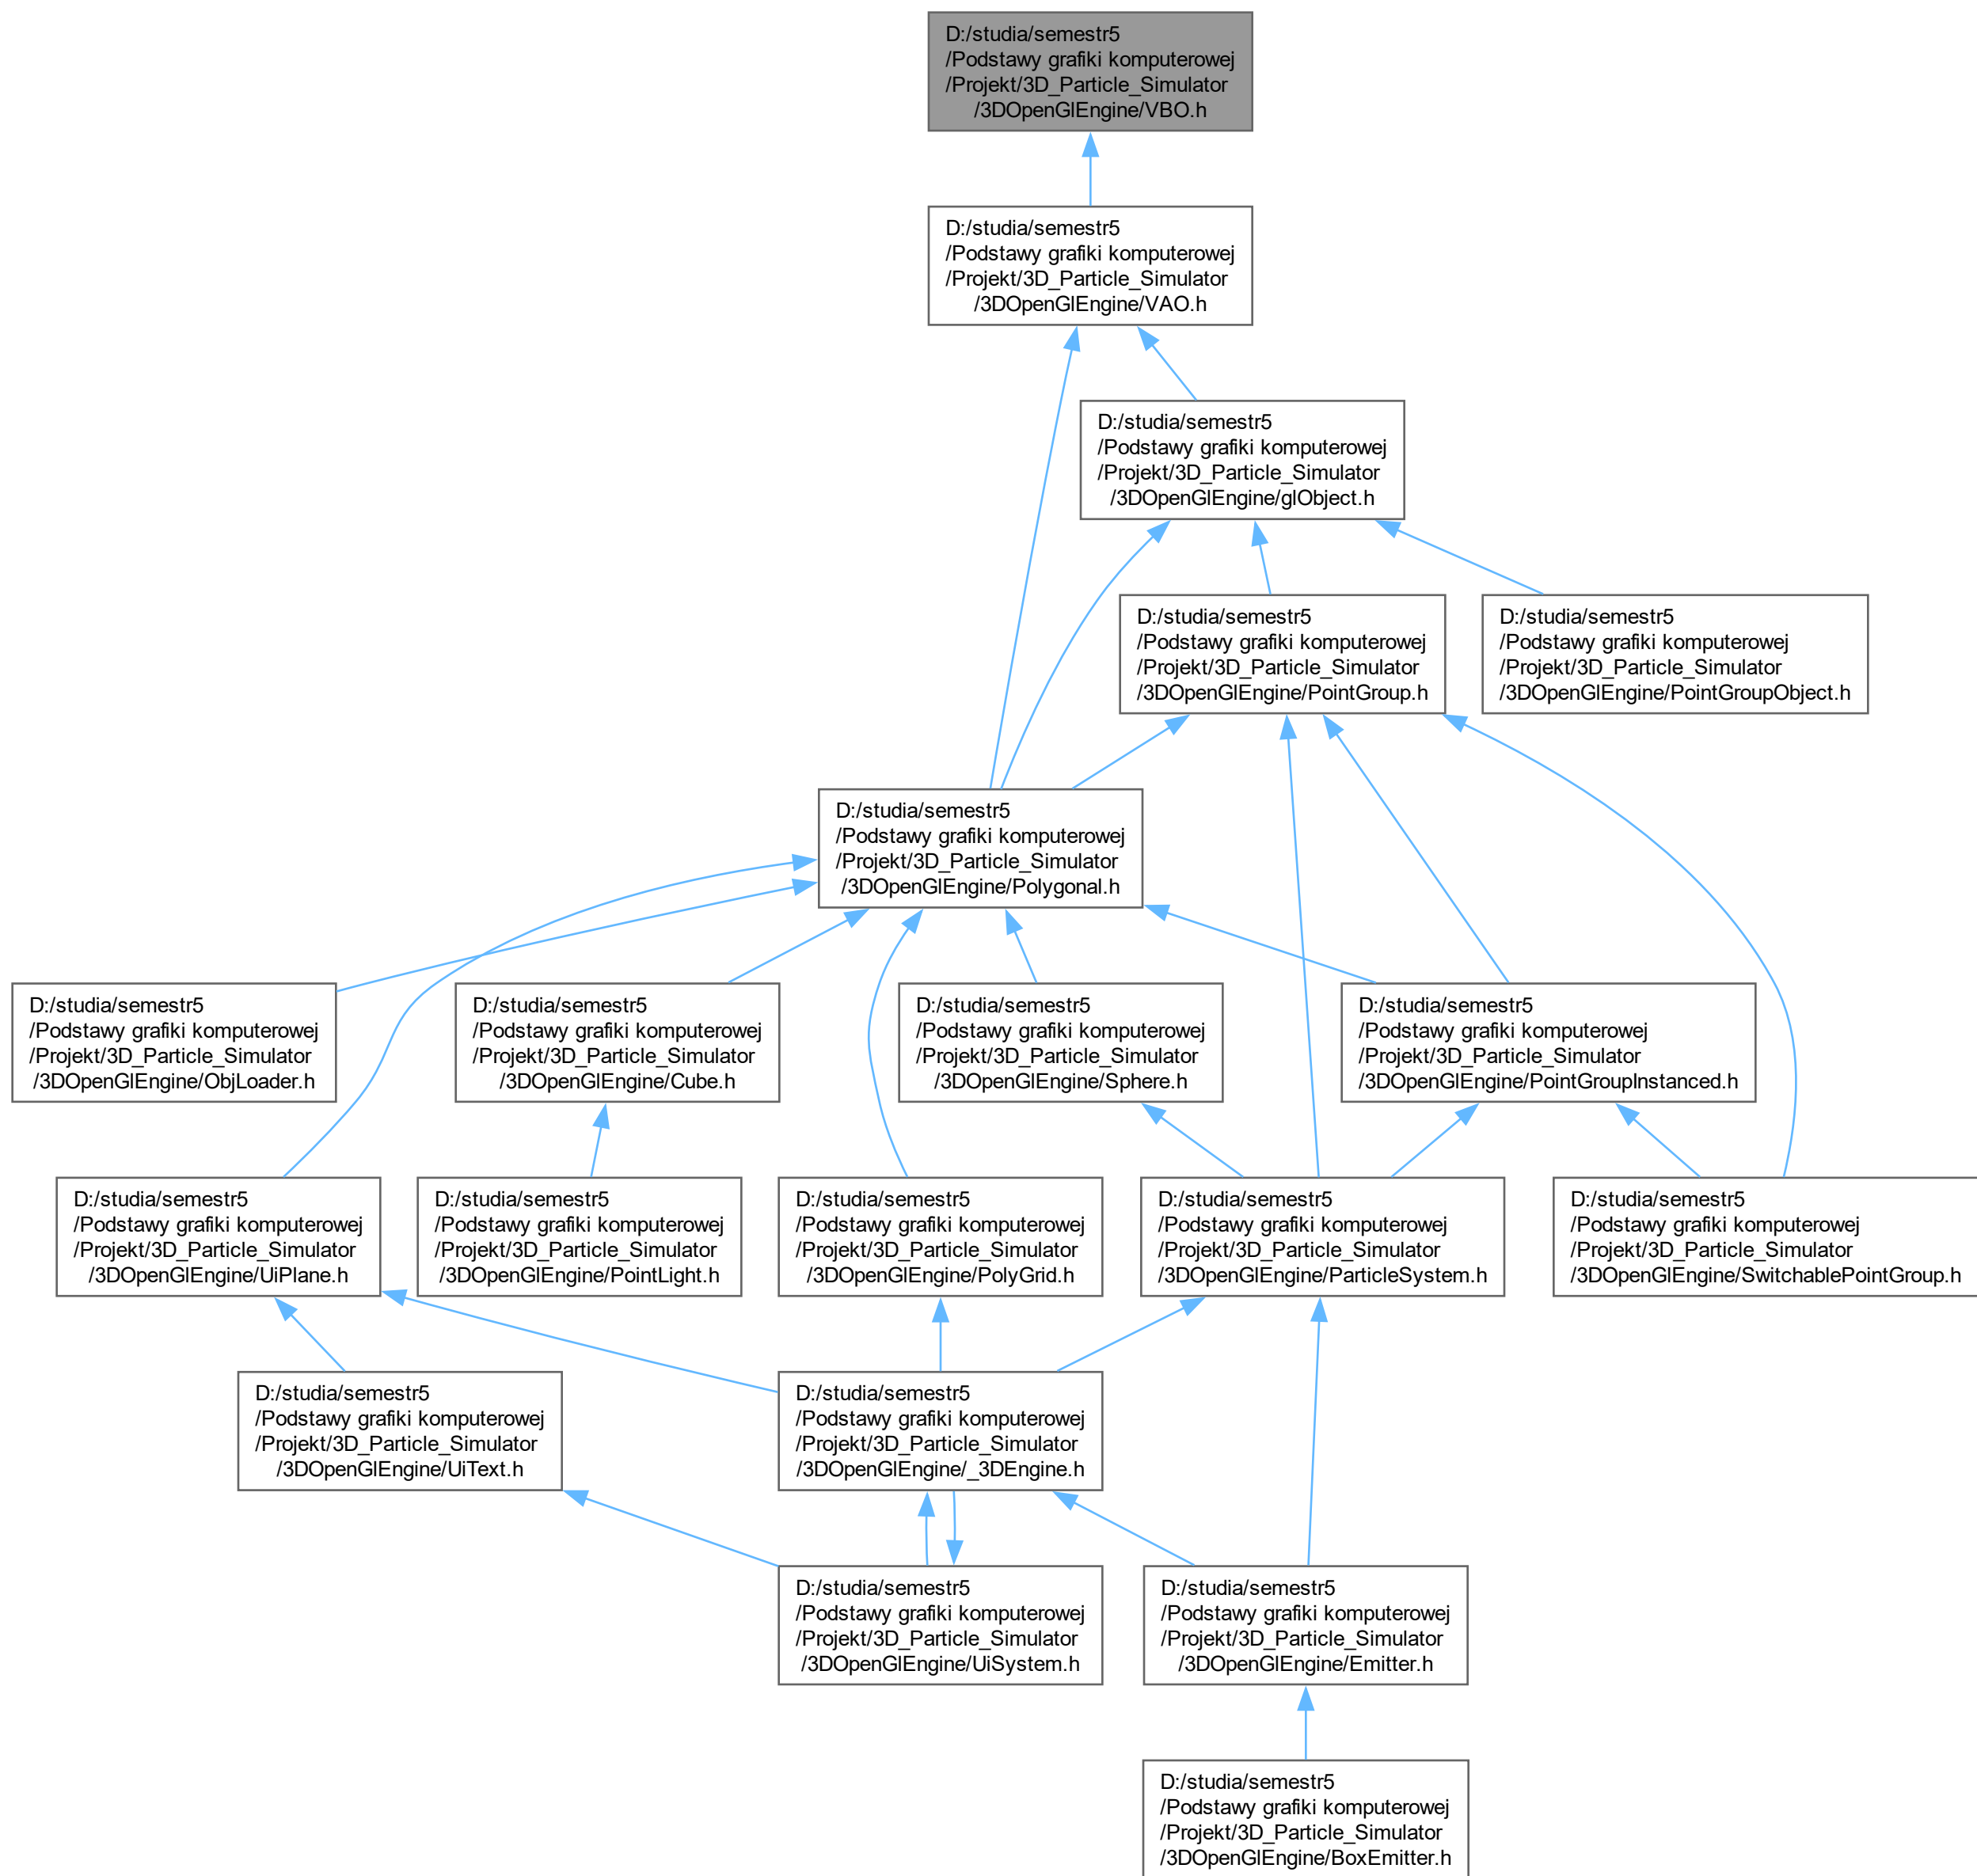 D:/studia/semestr5
/Podstawy grafiki komputerowej
/Projekt/3D_Particle_Simulator
/3DOpenGlEngine/VBO.h
D:/studia/semestr5
/Podstawy grafiki komputerowej
/Projekt/3D_Particle_Simulator
/3DOpenGlEngine/VAO.h
D:/studia/semestr5
/Podstawy grafiki komputerowej
/Projekt/3D_Particle_Simulator
/3DOpenGlEngine/glObject.h
D:/studia/semestr5
/Podstawy grafiki komputerowej
/Projekt/3D_Particle_Simulator
/3DOpenGlEngine/PointGroup.h
D:/studia/semestr5
/Podstawy grafiki komputerowej
/Projekt/3D_Particle_Simulator
/3DOpenGlEngine/PointGroupObject.h
D:/studia/semestr5
/Podstawy grafiki komputerowej
/Projekt/3D_Particle_Simulator
/3DOpenGlEngine/Polygonal.h
D:/studia/semestr5
/Podstawy grafiki komputerowej
/Projekt/3D_Particle_Simulator
/3DOpenGlEngine/ObjLoader.h
D:/studia/semestr5
/Podstawy grafiki komputerowej
/Projekt/3D_Particle_Simulator
/3DOpenGlEngine/Cube.h
D:/studia/semestr5
/Podstawy grafiki komputerowej
/Projekt/3D_Particle_Simulator
/3DOpenGlEngine/Sphere.h
D:/studia/semestr5
/Podstawy grafiki komputerowej
/Projekt/3D_Particle_Simulator
/3DOpenGlEngine/PointGroupInstanced.h
D:/studia/semestr5
/Podstawy grafiki komputerowej
/Projekt/3D_Particle_Simulator
/3DOpenGlEngine/UiPlane.h
D:/studia/semestr5
/Podstawy grafiki komputerowej
/Projekt/3D_Particle_Simulator
/3DOpenGlEngine/PointLight.h
D:/studia/semestr5
/Podstawy grafiki komputerowej
/Projekt/3D_Particle_Simulator
/3DOpenGlEngine/PolyGrid.h
D:/studia/semestr5
/Podstawy grafiki komputerowej
/Projekt/3D_Particle_Simulator
/3DOpenGlEngine/ParticleSystem.h
D:/studia/semestr5
/Podstawy grafiki komputerowej
/Projekt/3D_Particle_Simulator
/3DOpenGlEngine/SwitchablePointGroup.h
D:/studia/semestr5
/Podstawy grafiki komputerowej
/Projekt/3D_Particle_Simulator
/3DOpenGlEngine/UiText.h
D:/studia/semestr5
/Podstawy grafiki komputerowej
/Projekt/3D_Particle_Simulator
/3DOpenGlEngine/_3DEngine.h
D:/studia/semestr5
/Podstawy grafiki komputerowej
/Projekt/3D_Particle_Simulator
/3DOpenGlEngine/UiSystem.h
D:/studia/semestr5
/Podstawy grafiki komputerowej
/Projekt/3D_Particle_Simulator
/3DOpenGlEngine/Emitter.h
D:/studia/semestr5
/Podstawy grafiki komputerowej
/Projekt/3D_Particle_Simulator
/3DOpenGlEngine/BoxEmitter.h